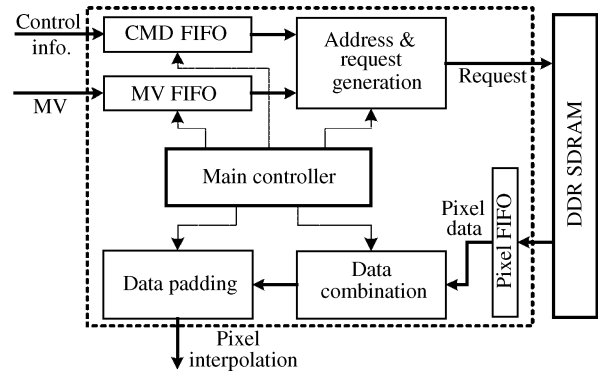 Control
info.
CMD FIFO
MV
MV FIFO
Address &
request
generation
Request
DDR SDRAM
Main controller
Pixel
data
Pixel FIFO
Data padding
Data
combination
Pixel
interpolation